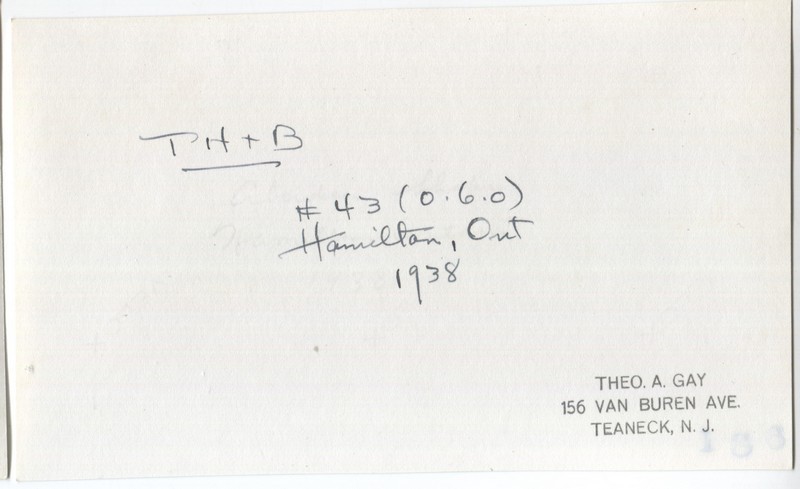 TH+B
# 43 (0.6.0)
Hamilton, Ont
1938
THEO. A. GAY
156 VAN BUREN AVE.
TEANECK, N. J.